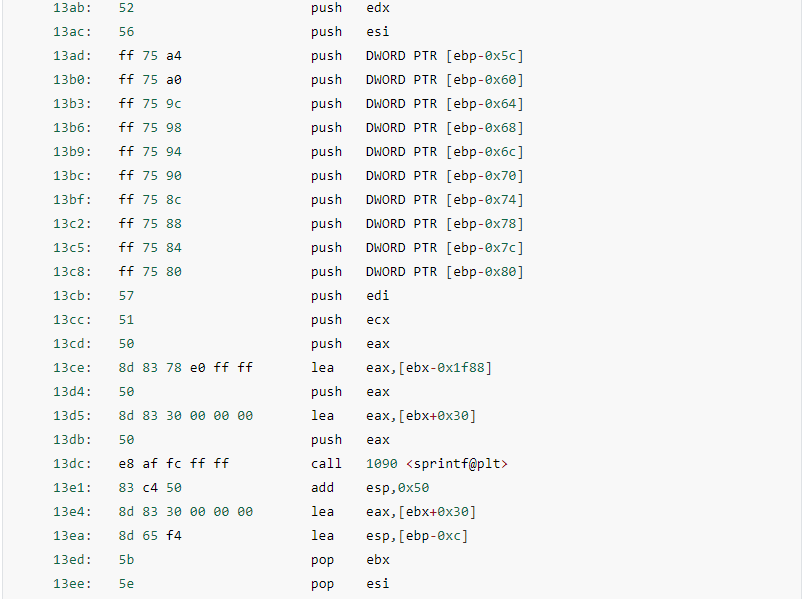 13ab: 52 push edx
13ac: 56 push esi
13ad: ff 75 a4 push DWORD PTR [ebp-0x5c]
13b0: ff 75 a0 push DWORD PTR [ebp-0x60]
13b3: ff 75 9c push DWORD PTR [ebp-0x64]
13b6: ff 75 98 push DWORD PTR [ebp-0x68]
13b9: ff 75 94 push DWORD PTR [ebp-0x6c]
13bc: ff 75 90 push DWORD PTR [ebp-0x70]
13bf: ff 75 8c push DWORD PTR [ebp-0x74]
13c2: ff 75 88 push DWORD PTR [ebp-0x78]
13c5: ff 75 84 push DWORD PTR [ebp-0x7c]
13c8: ff 75 80 push DWORD PTR [ebp-0x80]
13cb: 57 push edi
13cc: 51 push ecx
13cd: 50 push eax
13ce: 8d 83 78 e0 ff ff lea eax,[ebx-0x1f88]
13d4: 50 push eax
13d5: 8d 83 30 00 00 00 lea eax,[ebx+0x30]
13db: 50 push eax
13dc: e8 af fc ff ff call 1090 <sprintf@plt>
13e1: 83 c4 50 add esp,0x50
13e4: 8d 83 30 00 00 00 lea eax,[ebx+0x30]
13ea: 8d 65 f4 lea esp,[ebp-0xc]
13ed: 5b pop ebx
13ee: 5e pop esi